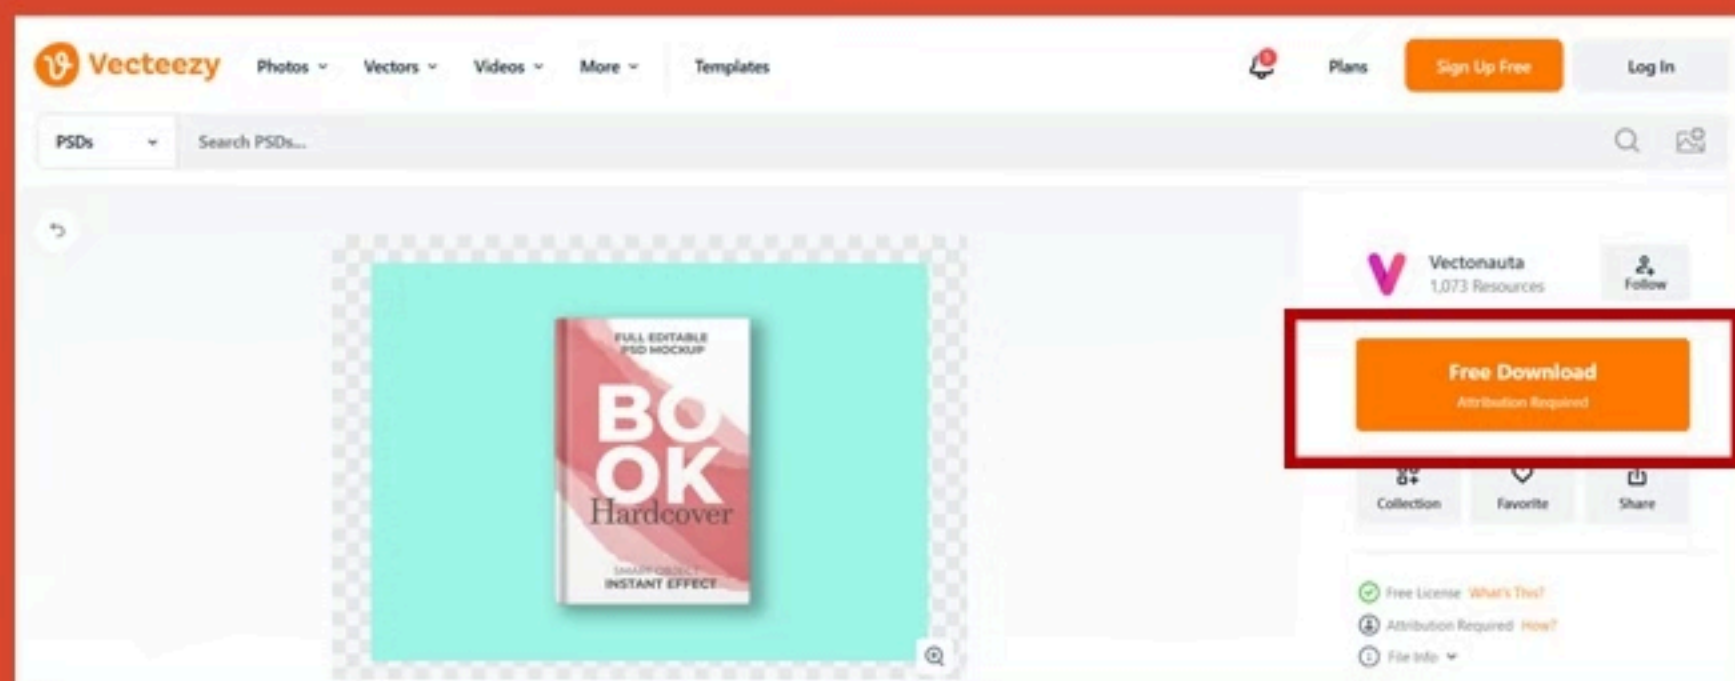 Vecteezy Photos Vectors Videos More Templates Plans Sign Up Free Log In
PSDs Search PSDs...
Vectonauta
1,073 Resources
Follow
FULL EDITABLE
PSD MOCKUP
BO
OK
Hardcover
SMART OBJECT
INSTANT EFFECT
Free Download
Attribution Required
Collection Favorite Share
Free License What's This?
Attribution Required How?
File Info